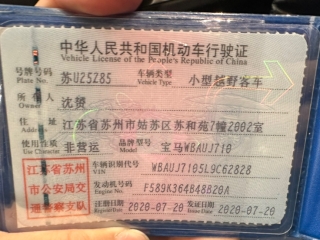 中华人民共和国机动车行驶证
Vehicle License of the People's Republic of China
号牌号码 苏U25Z85 车辆类型 小型越野客车
Plate No. Vehicle Type
所有人 沈赟
Owner
住址 江苏省苏州市姑苏区苏和苑7幢2002室
Address
使用性质 非营运 品牌型号 宝马WBAUJ710
Use Character Model
江苏省苏州 车辆识别代号 WBAUJ7105L9C62828
VIN
市公安局交 发动机号码 F589K364B48B20A
Engine No.
通警察支队 注册日期 2020-07-20 发证日期 2020-07-20
Register Date Issue Date